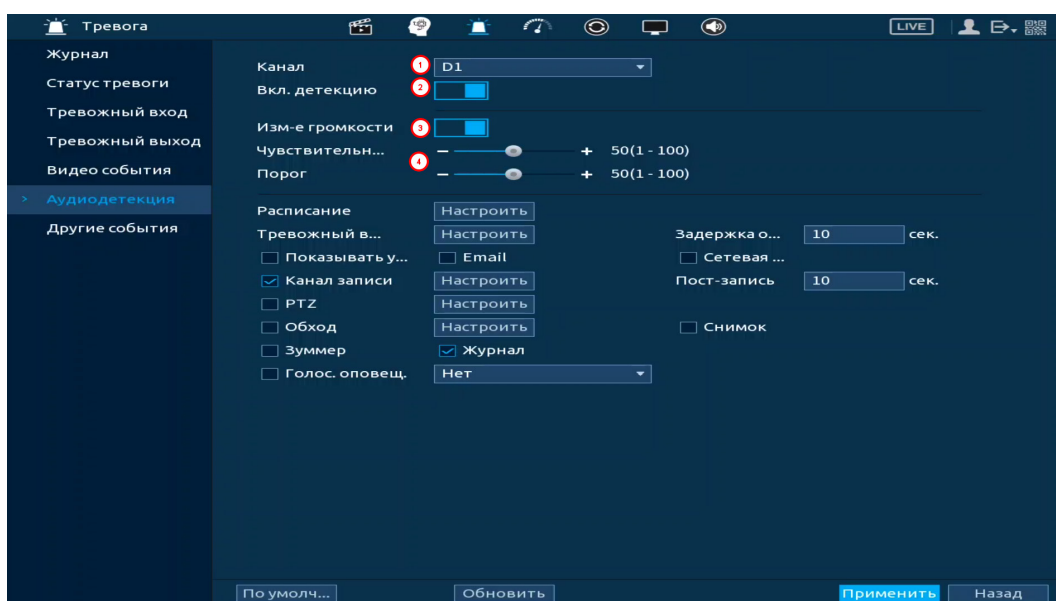 Тревога
LIVE
Журнал
Статус тревоги
Тревожный вход
Тревожный выход
Видео события
> Аудиодетекция
Другие события
Канал 1 D1
Вкл. детекцию 2
Изм-е громкости 3
Чувствительн... − + 50(1 - 100)
4
Порог − + 50(1 - 100)
Расписание Настроить
Тревожный в... Настроить Задержка о... 10 сек.
Показывать у... Email Сетевая ...
Канал записи Настроить Пост-запись 10 сек.
PTZ Настроить
Обход Настроить Снимок
Зуммер Журнал
Голос. оповещ. Нет
По умолч... Обновить Применить Назад